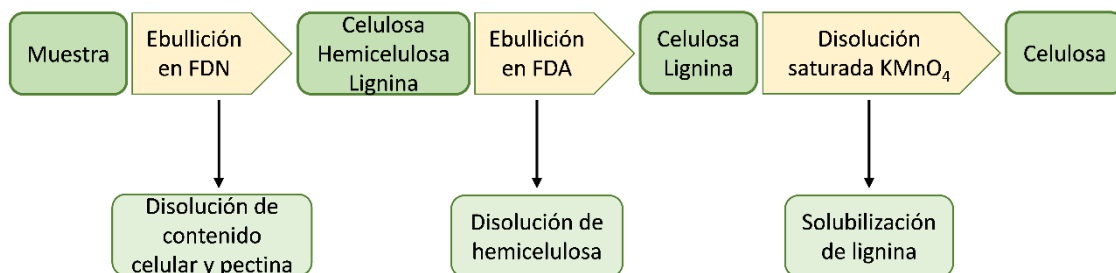 Muestra
Ebullición
en FDN
Celulosa
Hemicelulosa
Lignina
Ebullición
en FDA
Celulosa
Lignina
Disolución
saturada KMnO₄
Celulosa
Disolución de
contenido
celular y pectina
Disolución de
hemicelulosa
Solubilización
de lignina